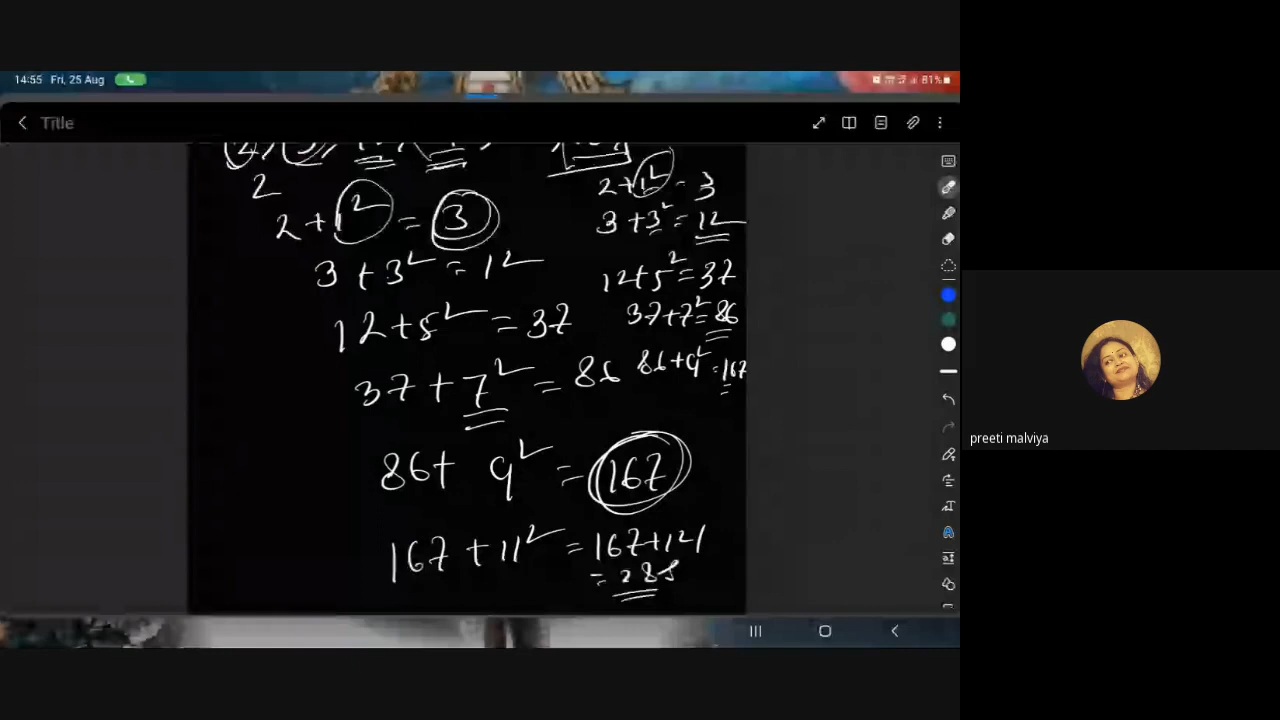 14:55 Fri, 25 Aug
81%
Title
2
2 + 1² = 3
3 + 3² = 12
12 + 5² = 37
37 + 7² = 86
86 + 9² = 167
167 + 11² = 167 + 121
= 288
2 + 1² = 3
3 + 3² = 12
12 + 5² = 37
37 + 7² = 86
86 + 9² = 167
preeti malviya